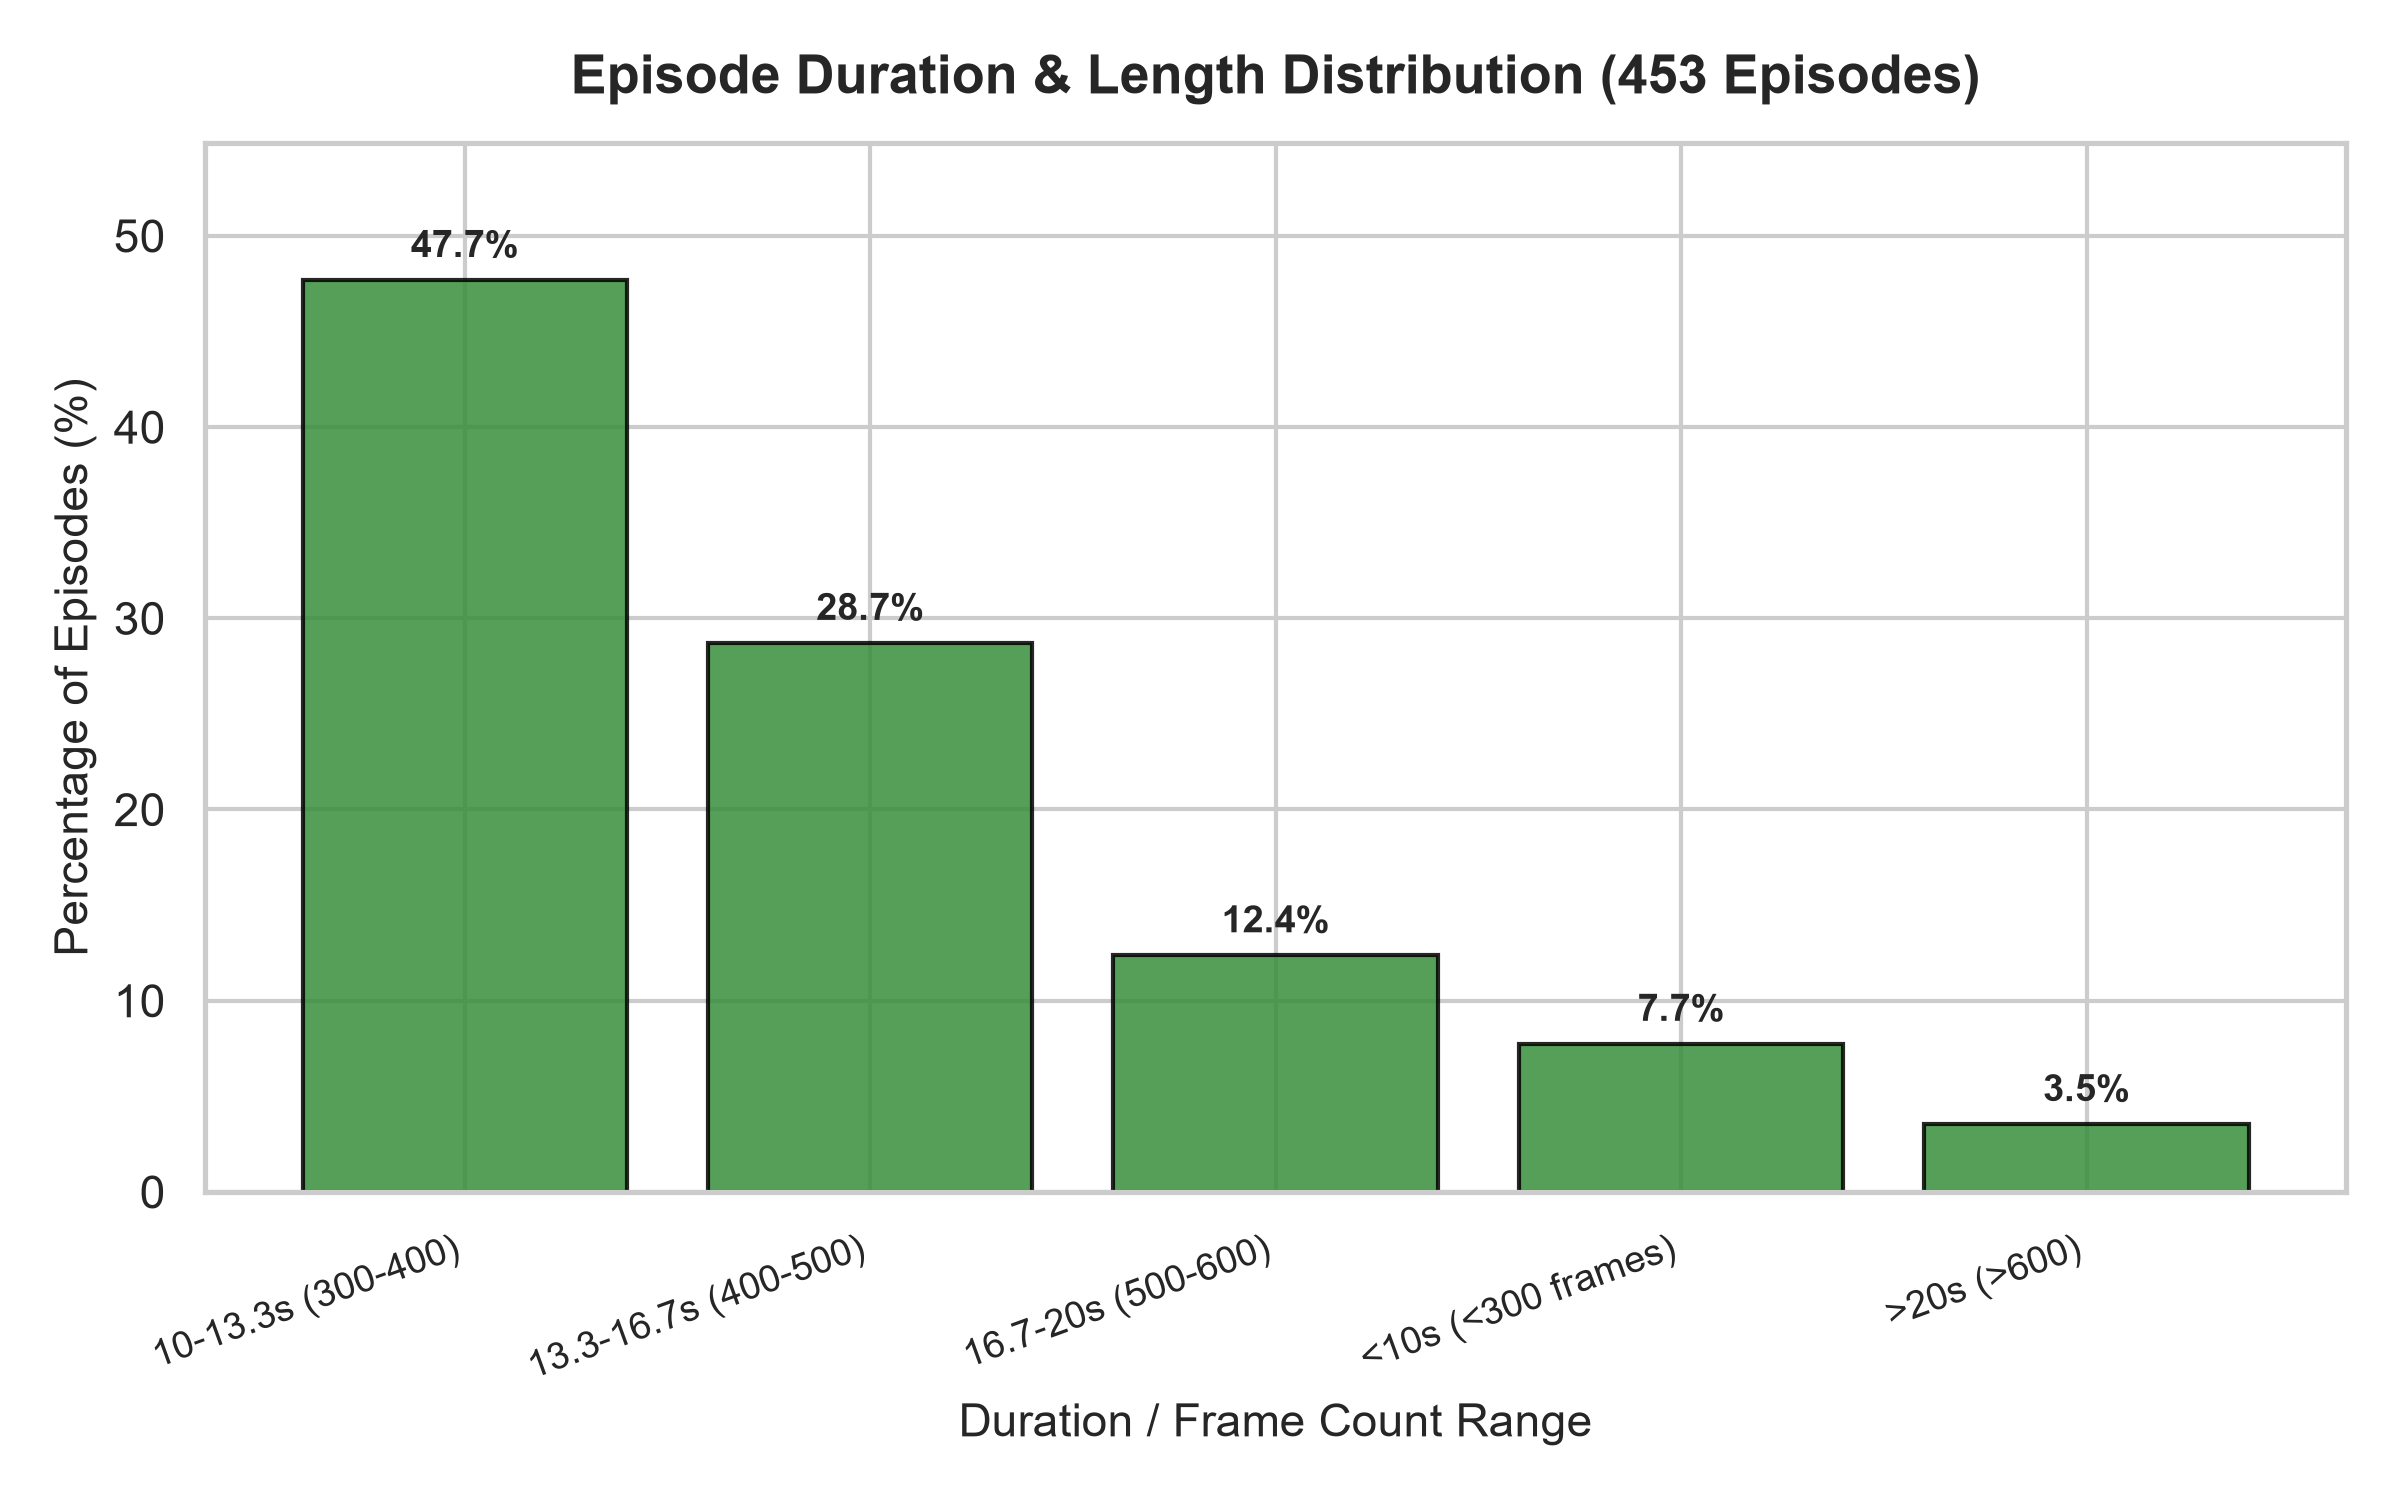 Episode Duration & Length Distribution (453 Episodes)
Percentage of Episodes (%)
50
40
30
20
10
0
47.7%
28.7%
12.4%
7.7%
3.5%
10-13.3s (300-400)
13.3-16.7s (400-500)
16.7-20s (500-600)
<10s (<300 frames)
>20s (>600)
Duration / Frame Count Range